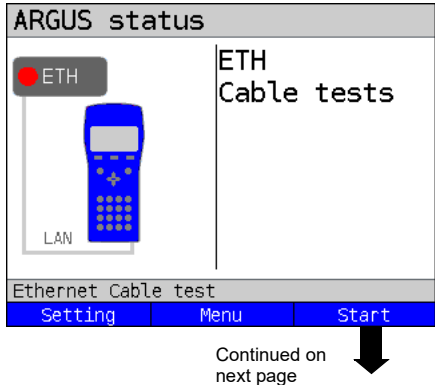 ARGUS status
ETH
ETH
Cable tests
LAN
Ethernet Cable test
Setting Menu Start
Continued on
next page